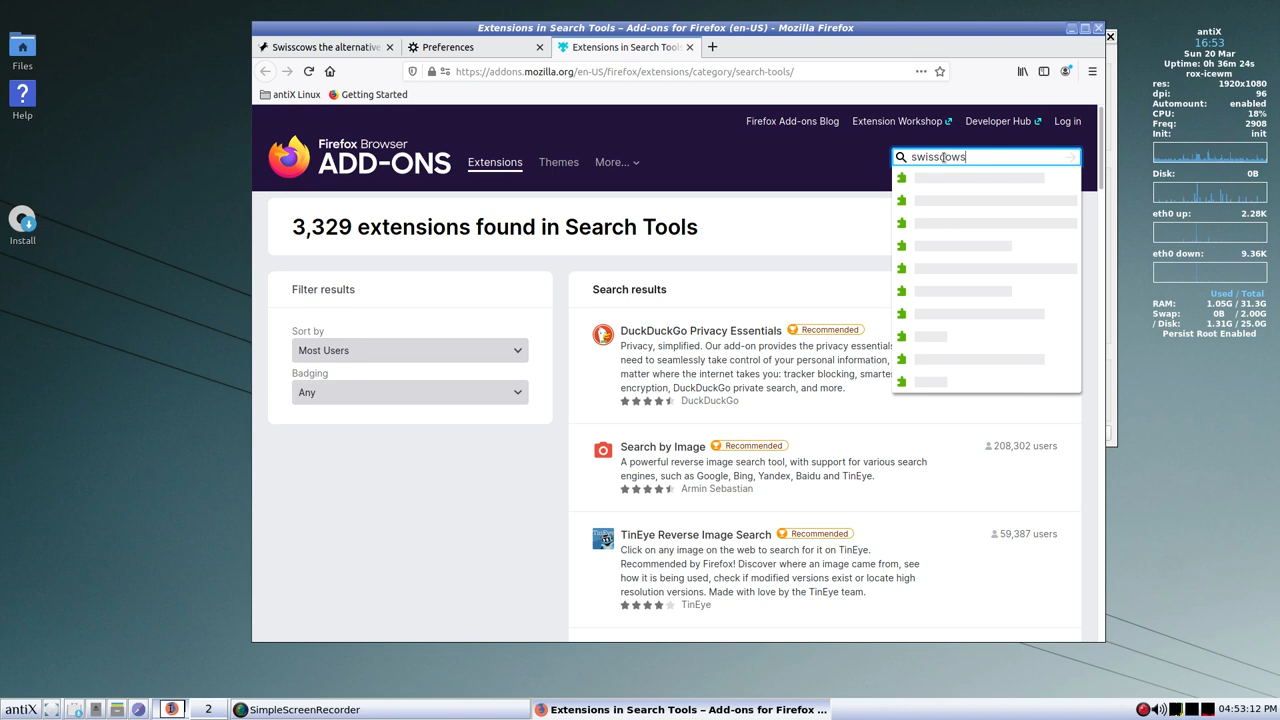 Files
Help
Install
Extensions in Search Tools – Add-ons for Firefox (en-US) - Mozilla Firefox
Swisscows the alternative
Preferences
Extensions in Search Tools
https://addons.mozilla.org/en-US/firefox/extensions/category/search-tools/
antiX Linux
Getting Started
Firefox Add-ons Blog
Extension Workshop
Developer Hub
Log in
Firefox Browser
ADD-ONS
Extensions
Themes
More...
swisscows
3,329 extensions found in Search Tools
Filter results
Sort by
Most Users
Badging
Any
Search results
DuckDuckGo Privacy Essentials
Recommended
Privacy, simplified. Our add-on provides the privacy essentials
need to seamlessly take control of your personal information,
matter where the internet takes you: tracker blocking, smarter
encryption, DuckDuckGo private search, and more.
DuckDuckGo
Search by Image
Recommended
208,302 users
A powerful reverse image search tool, with support for various search
engines, such as Google, Bing, Yandex, Baidu and TinEye.
Armin Sebastian
TinEye Reverse Image Search
Recommended
59,387 users
Click on any image on the web to search for it on TinEye.
Recommended by Firefox! Discover where an image came from, see
how it is being used, check if modified versions exist or locate high
resolution versions. Made with love by the TinEye team.
TinEye
antiX
16:53
Sun 20 Mar
Uptime: 0h 36m 24s
rox-icewm
res: 1920x1080
dpi: 96
Automount: enabled
CPU: 18%
Freq: 2908
Init: init
Disk: 0B
eth0 up: 2.28K
eth0 down: 9.36K
Used / Total
RAM: 1.05G / 31.3G
Swap: 0B / 2.00G
/ Disk: 1.31G / 25.0G
Persist Root Enabled
antiX
1
2
SimpleScreenRecorder
Extensions in Search Tools – Add-ons for Firefox ...
04:53:12 PM